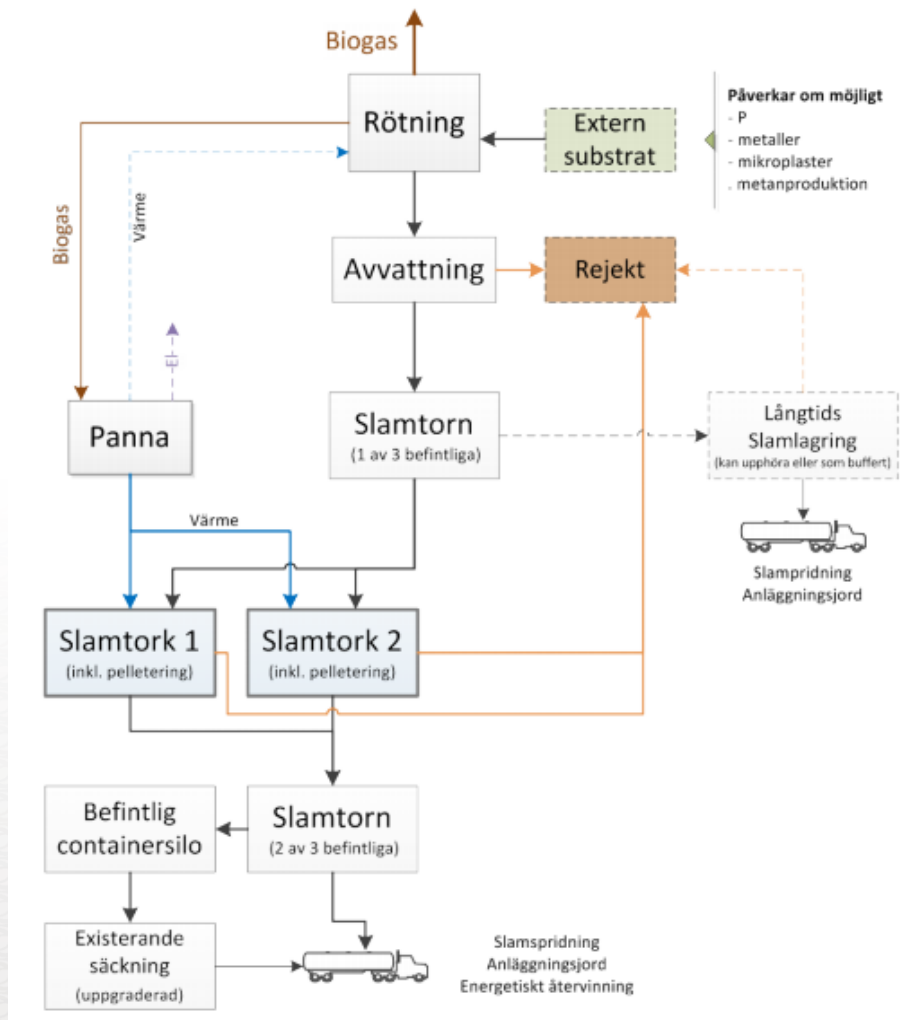 Biogas
Rötning
Extern
substrat
Påverkar om möjligt
- P
- metaller
- mikroplaster
. metanproduktion
Biogas
Värme
El
Avvattning
Rejekt
Panna
Slamtorn
(1 av 3 befintliga)
Långtids
Slamlagring
(kan upphöra eller som buffert)
Värme
Slampridning
Anläggningsjord
Slamtork 1
(inkl. pelletering)
Slamtork 2
(inkl. pelletering)
Befintlig
containersilo
Slamtorn
(2 av 3 befintliga)
Existerande
säckning
(uppgraderad)
Slamspridning
Anläggningsjord
Energetiskt återvinning